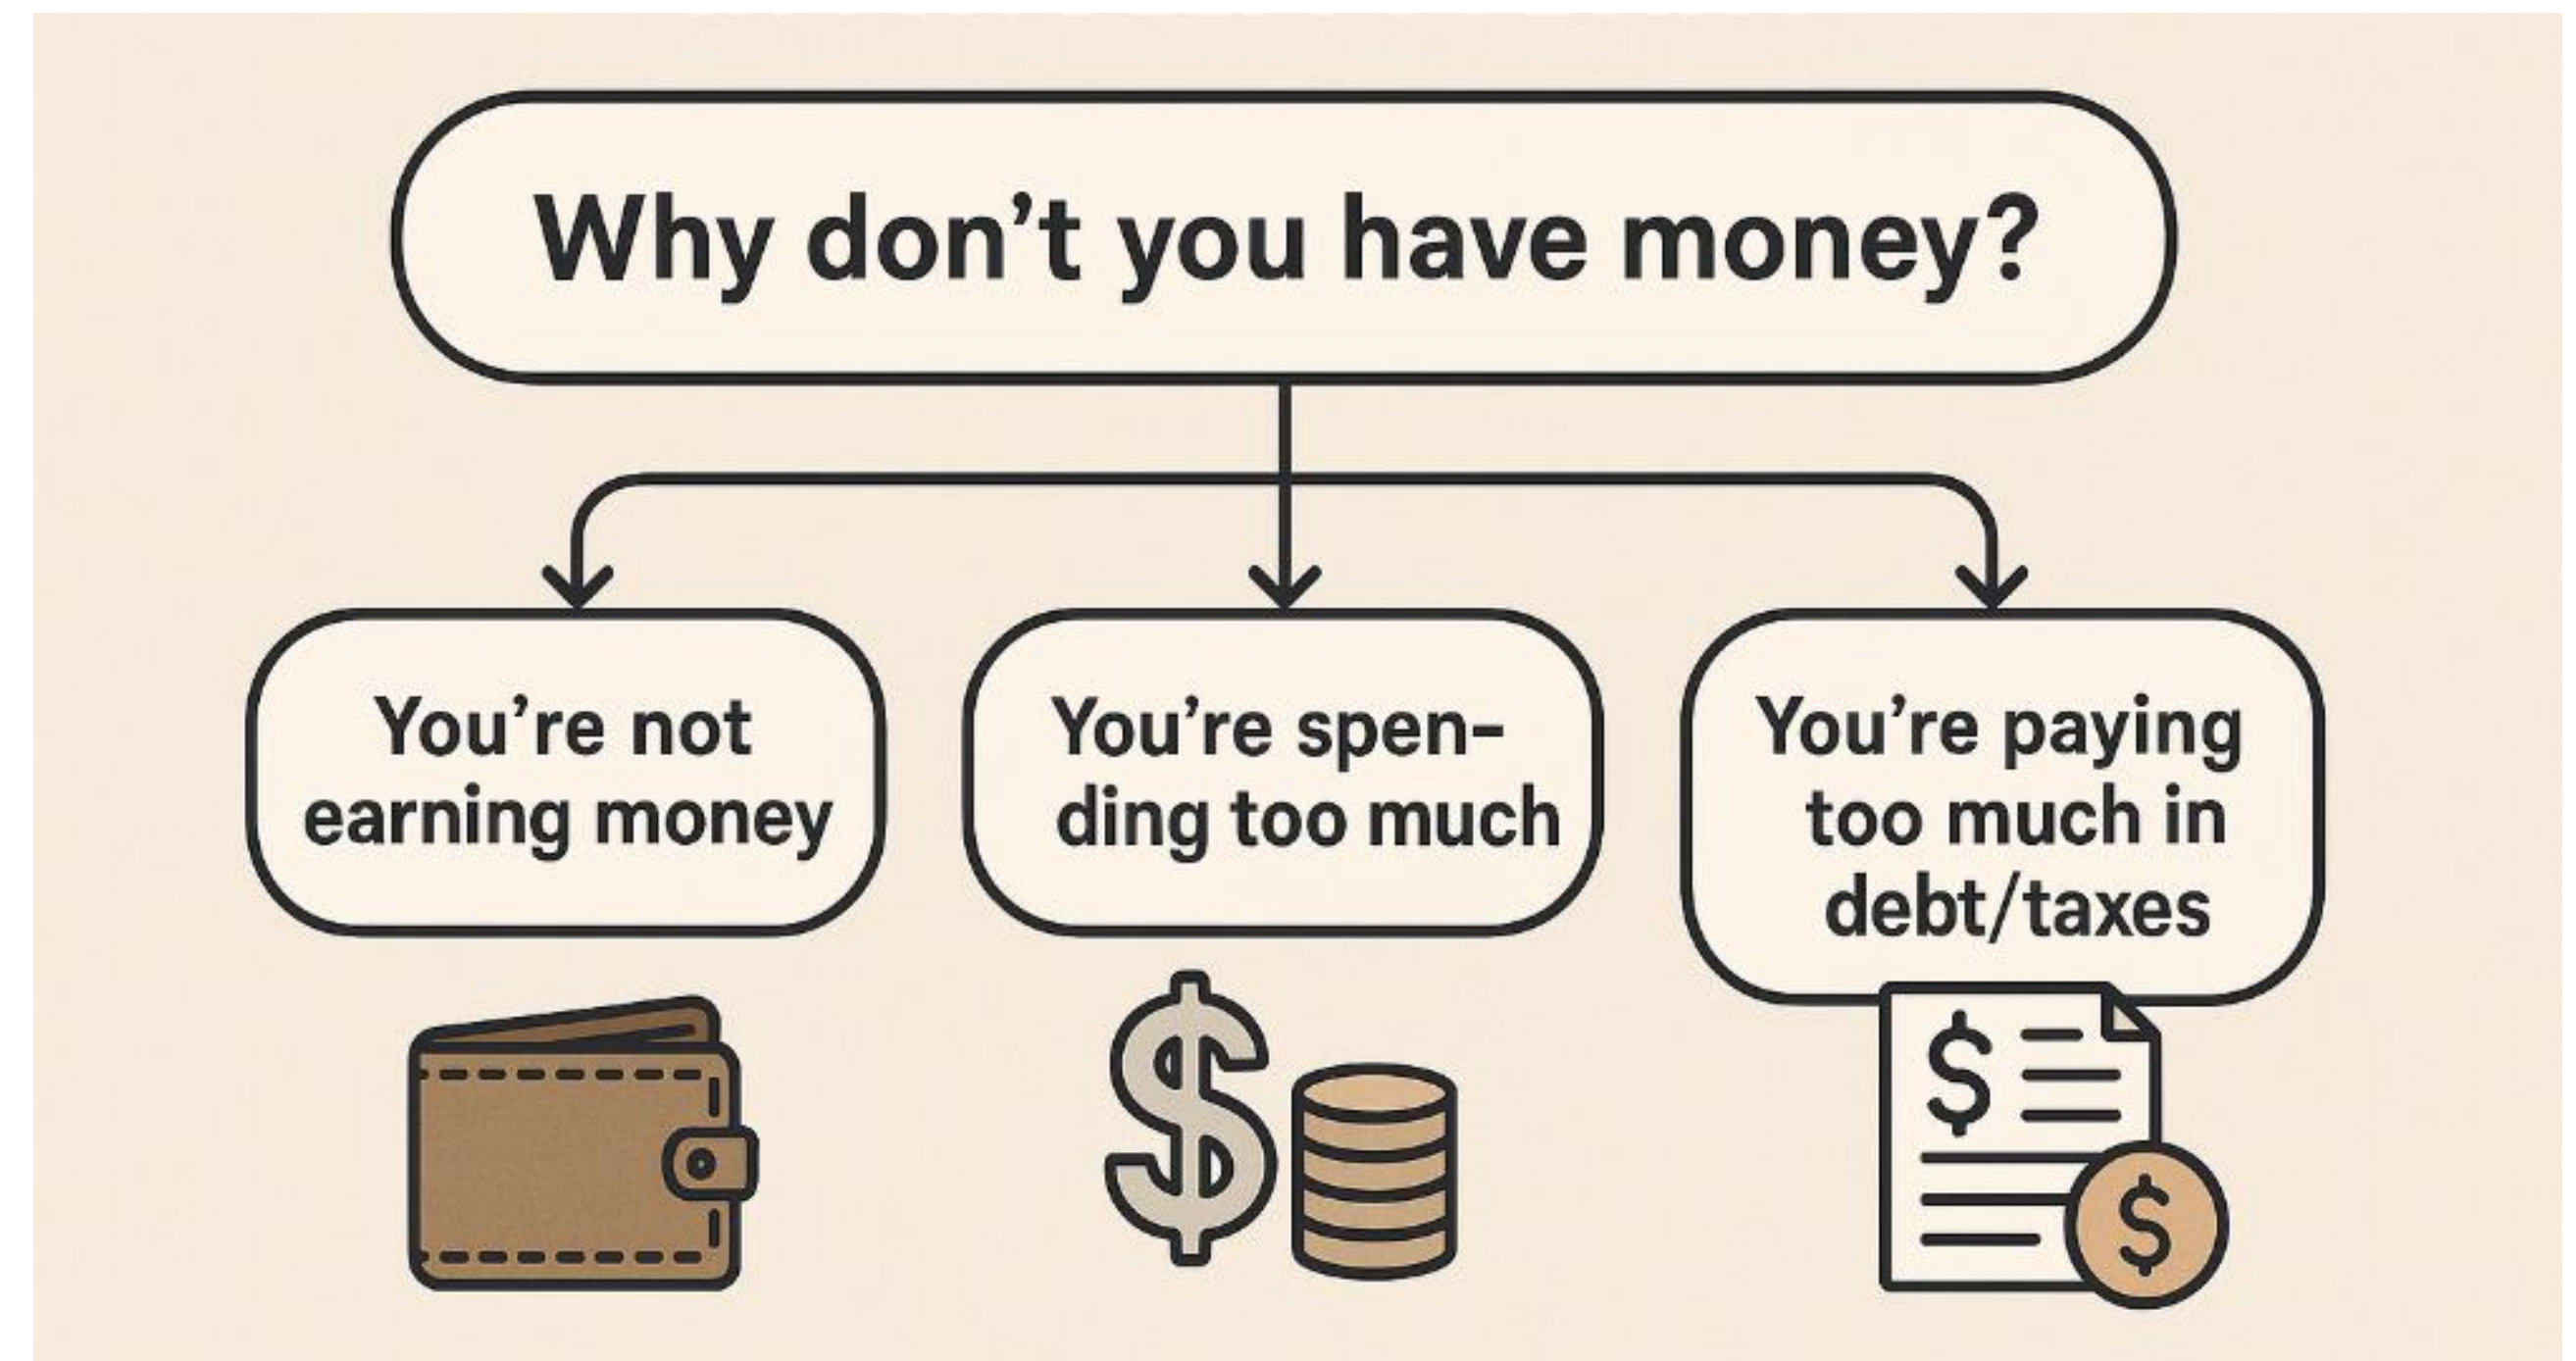 Why don’t you have money?
You’re not
earning money
You’re spen-
ding too much
You’re paying
too much in
debt/taxes
$
$
$